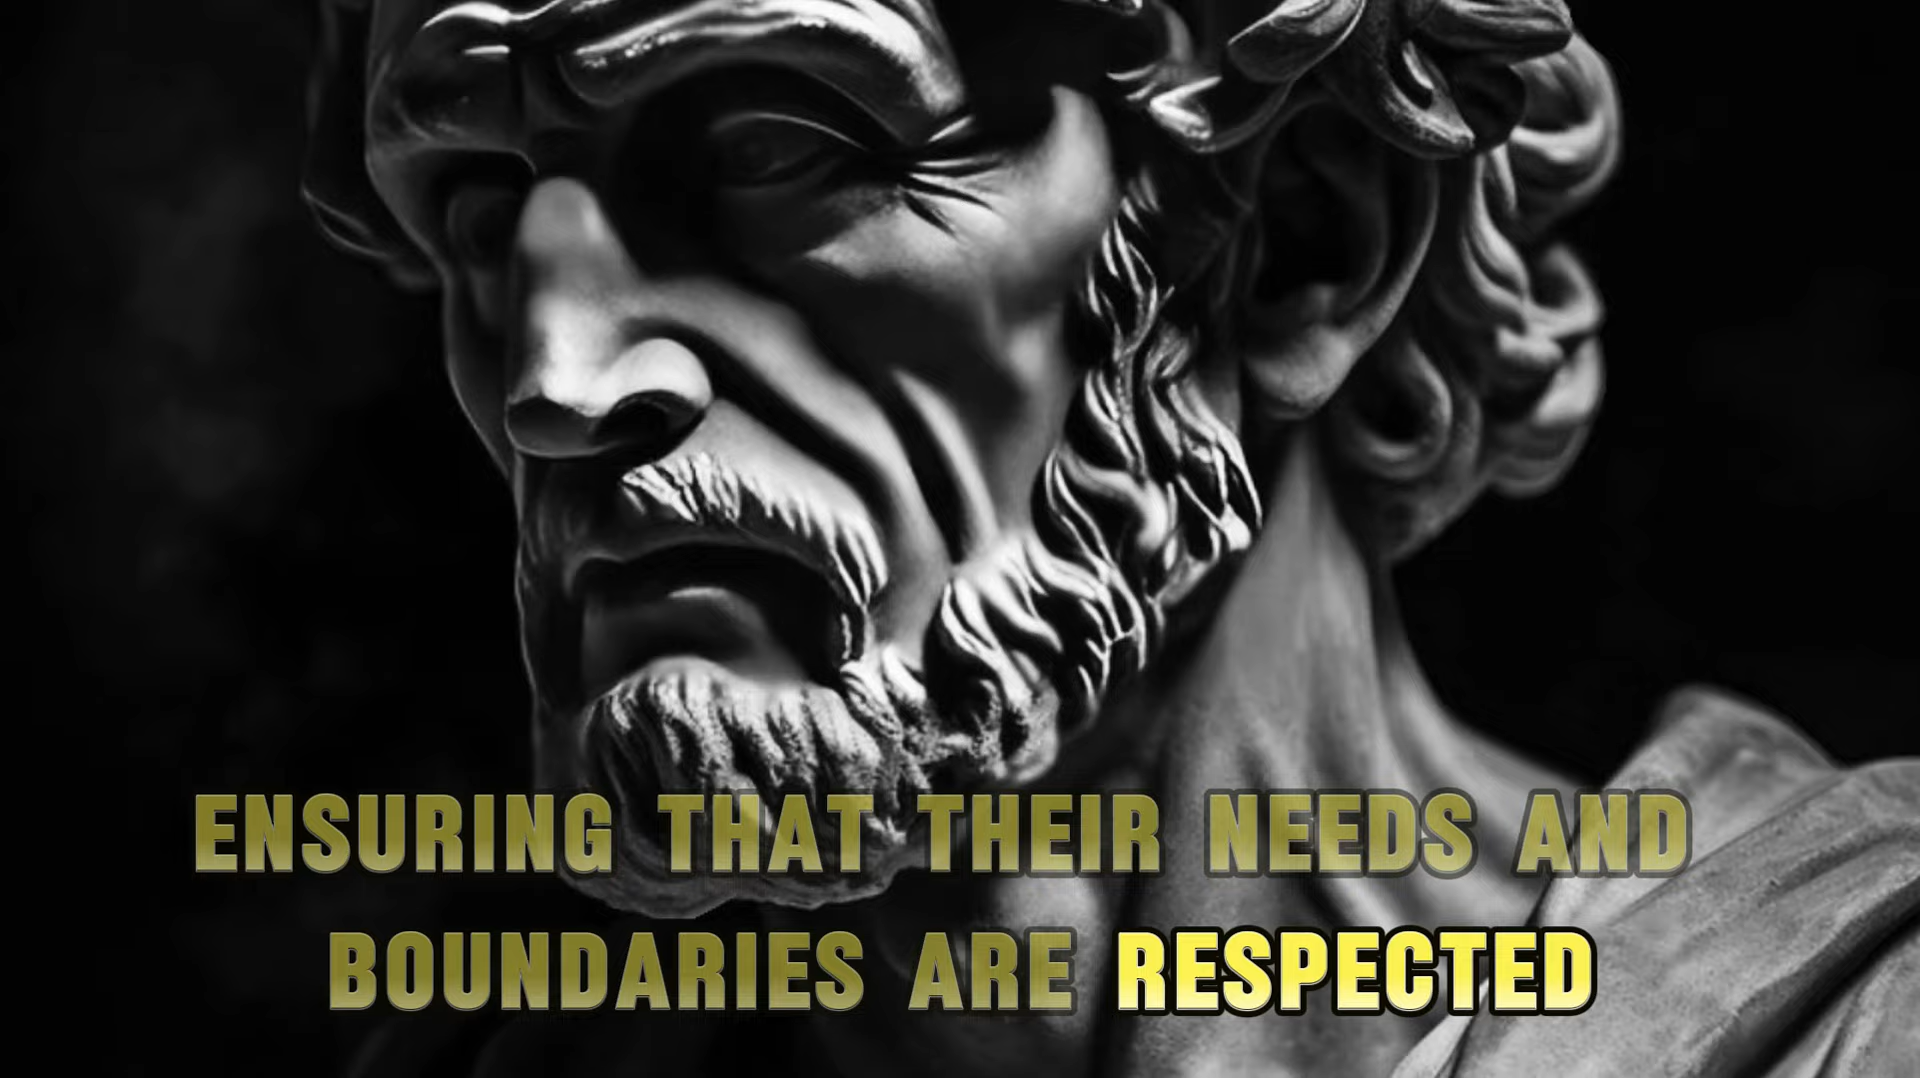 ENSURING THAT THEIR NEEDS AND
BOUNDARIES ARE RESPECTED